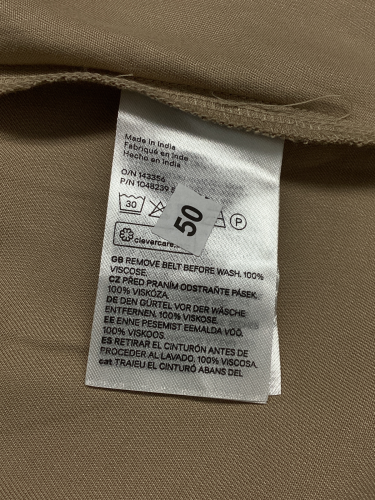 Made in India
Fabriqué en Inde
Hecho en India
O/N 143356
P/N 1048239
30
P
50
clevercare.
GB REMOVE BELT BEFORE WASH. 100%
VISCOSE.
CZ PŘED PRANÍM ODSTRAŇTE PÁSEK.
100% VISKÓZA.
DE DEN GÜRTEL VOR DER WÄSCHE
ENTFERNEN. 100% VISKOSE.
EE ENNE PESEMIST EEMALDA VÖÖ.
100% VISKOOS.
ES RETIRAR EL CINTURÓN ANTES DE
PROCEDER AL LAVADO. 100% VISCOSA.
cat TRAIEU EL CINTURÓ ABANS DEL